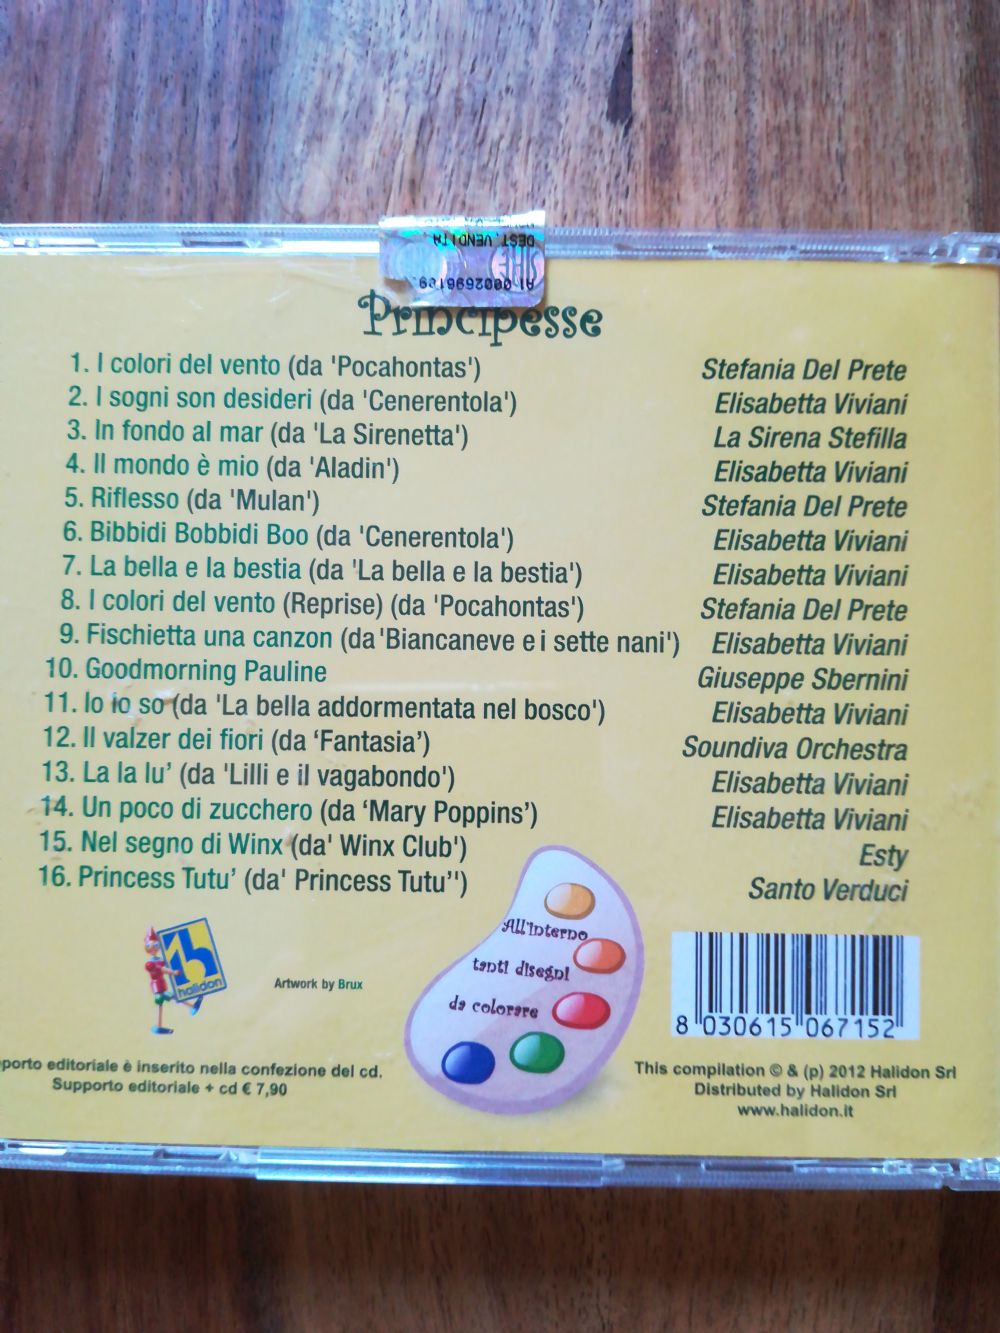 DEST. VENDITA
SIAE
Principesse
1. I colori del vento (da 'Pocahontas') Stefania Del Prete
2. I sogni son desideri (da 'Cenerentola') Elisabetta Viviani
3. In fondo al mar (da 'La Sirenetta') La Sirena Stefilla
4. Il mondo è mio (da 'Aladin') Elisabetta Viviani
5. Riflesso (da 'Mulan') Stefania Del Prete
6. Bibbidi Bobbidi Boo (da 'Cenerentola') Elisabetta Viviani
7. La bella e la bestia (da 'La bella e la bestia') Elisabetta Viviani
8. I colori del vento (Reprise) (da 'Pocahontas') Stefania Del Prete
9. Fischietta una canzon (da 'Biancaneve e i sette nani') Elisabetta Viviani
10. Goodmorning Pauline Giuseppe Sbernini
11. Io lo so (da 'La bella addormentata nel bosco') Elisabetta Viviani
12. Il valzer dei fiori (da ‘Fantasia’) Soundiva Orchestra
13. La la lu’ (da 'Lilli e il vagabondo') Elisabetta Viviani
14. Un poco di zucchero (da ‘Mary Poppins’) Elisabetta Viviani
15. Nel segno di Winx (da' Winx Club') Esty
16. Princess Tutu’ (da' Princess Tutu'') Santo Verduci
All'interno
tanti disegni
da colorare
halidon
Artwork by Brux
8 030615 067152
porto editoriale è inserito nella confezione del cd.
Supporto editoriale + cd € 7,90
This compilation © & (p) 2012 Halidon Srl
Distributed by Halidon Srl
www.halidon.it